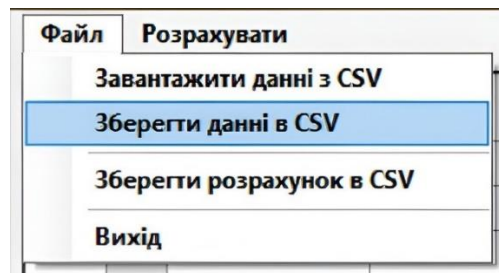 Файл Розрахувати
Завантажити данні з CSV
Зберегти данні в CSV
Зберегти розрахунок в CSV
Вихід